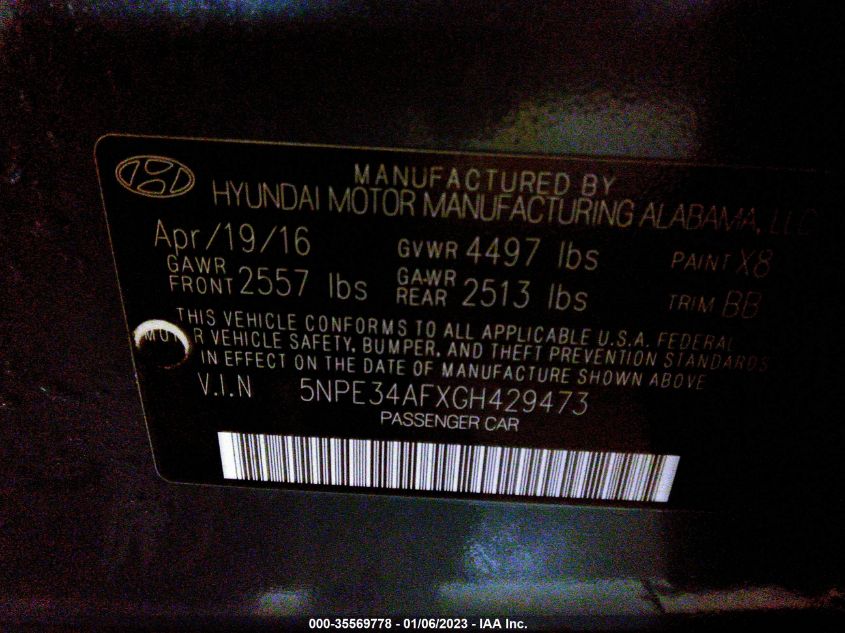 MANUFACTURED BY
HYUNDAI MOTOR MANUFACTURING ALABAMA, LLC
Apr/19/16 GVWR 4497 lbs PAINT X8
GAWR FRONT 2557 lbs GAWR REAR 2513 lbs TRIM BB
THIS VEHICLE CONFORMS TO ALL APPLICABLE U.S.A. FEDERAL
MOTOR VEHICLE SAFETY, BUMPER, AND THEFT PREVENTION STANDARDS
IN EFFECT ON THE DATE OF MANUFACTURE SHOWN ABOVE
V.I.N 5NPE34AFXGH429473
PASSENGER CAR
000-35569778 - 01/06/2023 - IAA Inc.